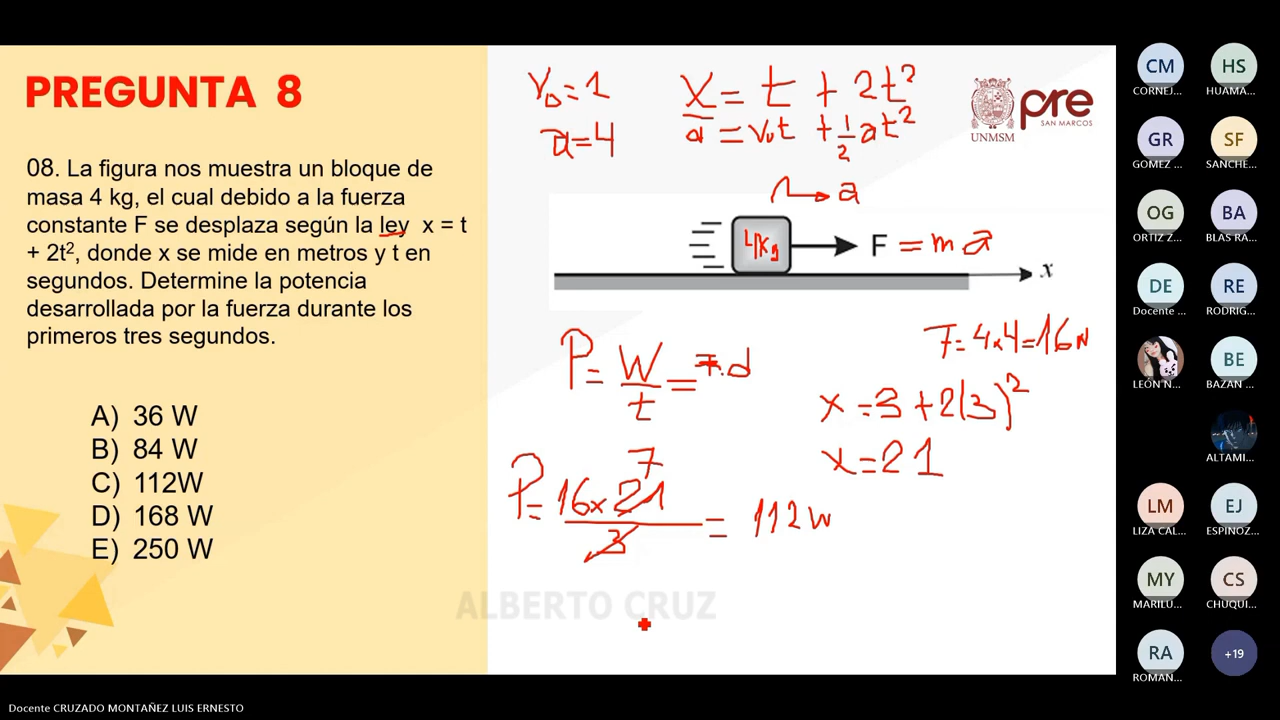 PREGUNTA 8
08. La figura nos muestra un bloque de
masa 4 kg, el cual debido a la fuerza
constante F se desplaza según la ley x = t
+ 2t², donde x se mide en metros y t en
segundos. Determine la potencia
desarrollada por la fuerza durante los
primeros tres segundos.
A) 36 W
B) 84 W
C) 112W
D) 168 W
E) 250 W
V₀=1
a=4
x = t + 2t²
d = v₀t + 1/2 at²
UNMSM
pre
SAN MARCOS
a
4Kg
F = m a
x
F=4x4=16N
P= W/t = F.d
x=3+2(3)²
x=21
7
P= 16x21/3 = 112W
ALBERTO CRUZ
CM
CORNEJ...
HS
HUAMA...
GR
GOMEZ ...
SF
SANCHE...
OG
ORTIZ Z...
BA
BLAS RA...
DE
Docente ...
RE
RODRIG...
LEÓN N...
BE
BAZAN ...
ALTAMI...
LM
LIZA CAL...
EJ
ESPINOZ...
MY
MARILU...
CS
CHUQUI...
RA
ROMAN...
+19
Docente CRUZADO MONTAÑEZ LUIS ERNESTO